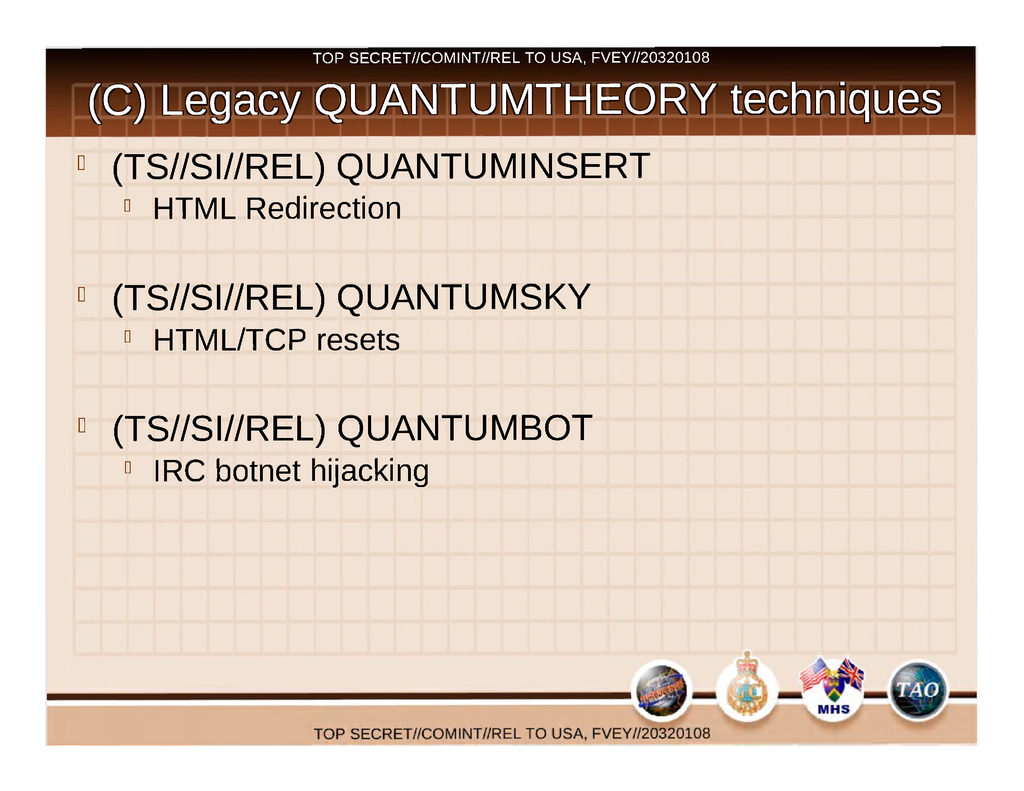 TOP SECRET//COMINT//REL TO USA, FVEY//20320108
(C) Legacy QUANTUMTHEORY techniques
(TS//SI//REL) QUANTUMINSERT
HTML Redirection
(TS//SI//REL) QUANTUMSKY
HTML/TCP resets
(TS//SI//REL) QUANTUMBOT
IRC botnet hijacking
TURBULENCE
MHS
TAO
TOP SECRET//COMINT//REL TO USA, FVEY//20320108